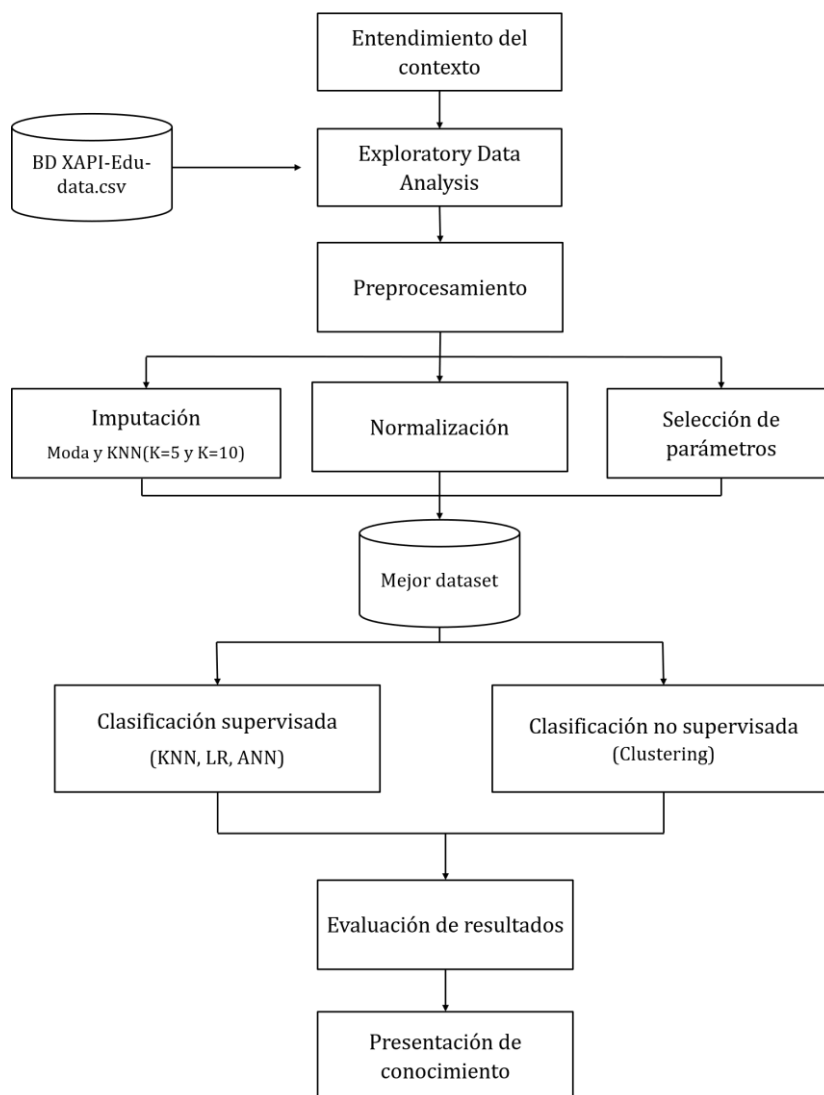 Entendimiento del
contexto
BD XAPI-Edu-
data.csv
Exploratory Data
Analysis
Preprocesamiento
Imputación
Moda y KNN(K=5 y K=10)
Normalización
Selección de
parámetros
Mejor dataset
Clasificación supervisada
(KNN, LR, ANN)
Clasificación no supervisada
(Clustering)
Evaluación de resultados
Presentación de
conocimiento